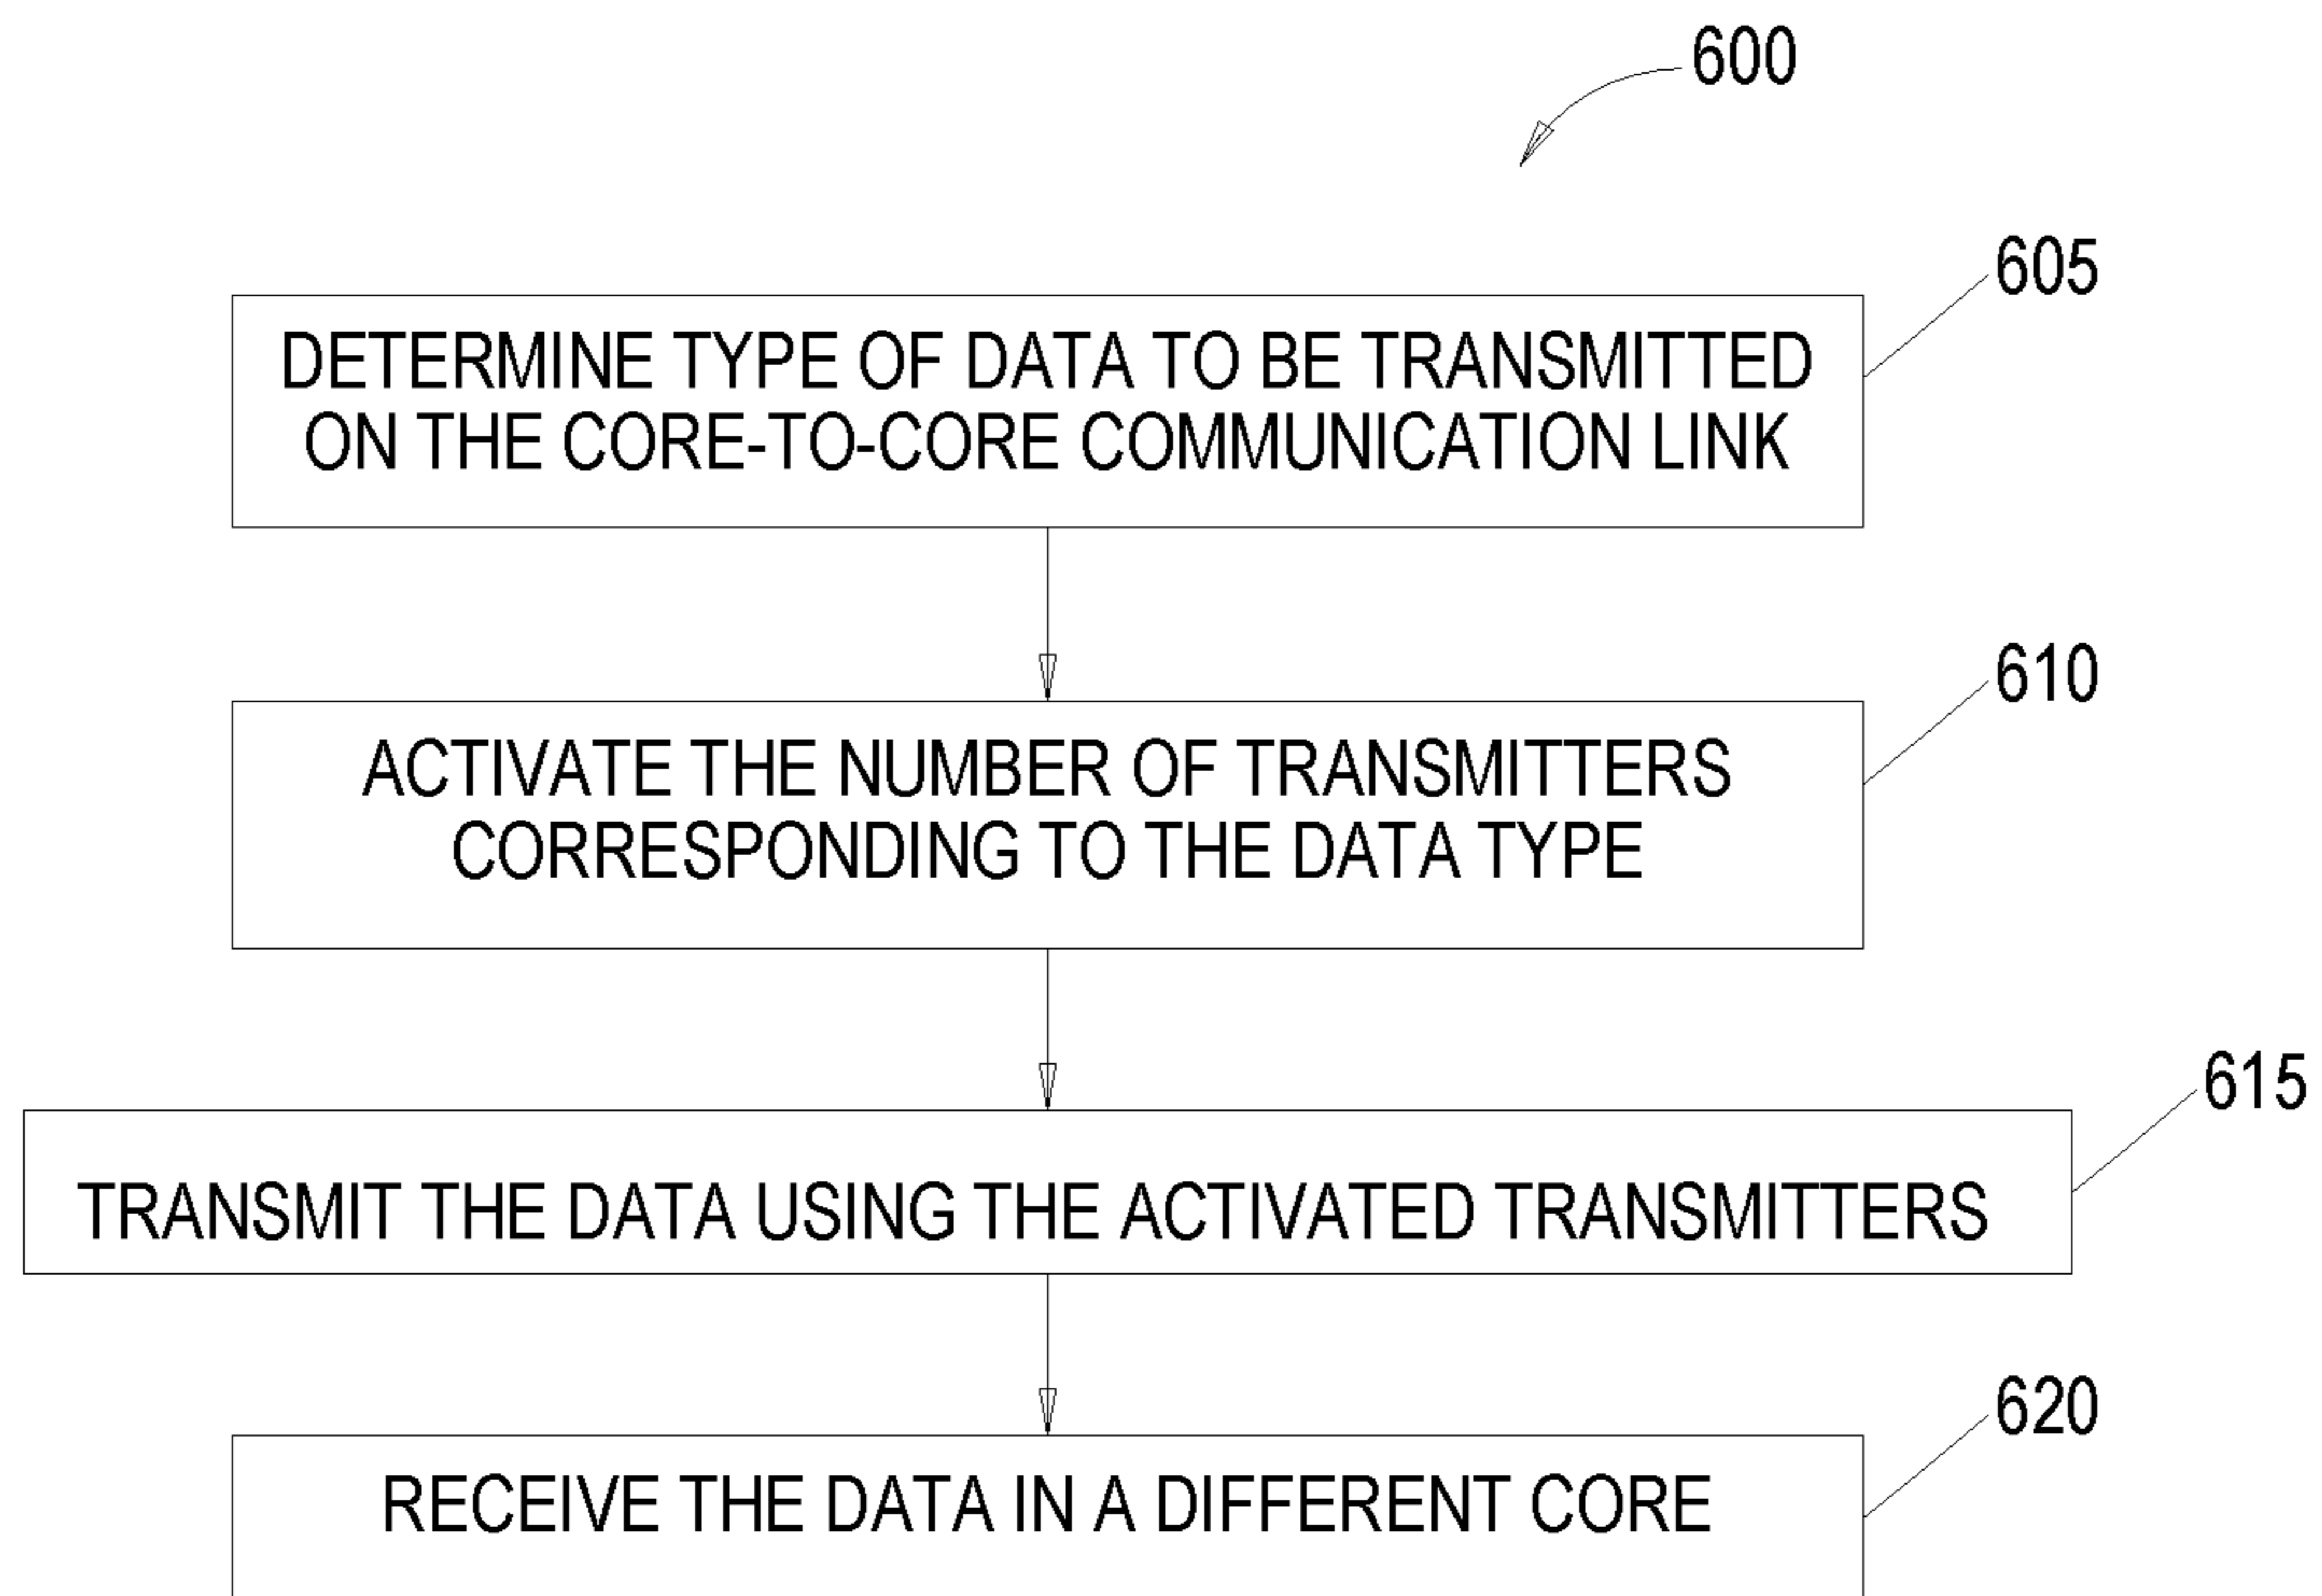 600
605
DETERMINE TYPE OF DATA TO BE TRANSMITTED
ON THE CORE-TO-CORE COMMUNICATION LINK
610
ACTIVATE THE NUMBER OF TRANSMITTERS
CORRESPONDING TO THE DATA TYPE
615
TRANSMIT THE DATA USING THE ACTIVATED TRANSMITTERS
620
RECEIVE THE DATA IN A DIFFERENT CORE